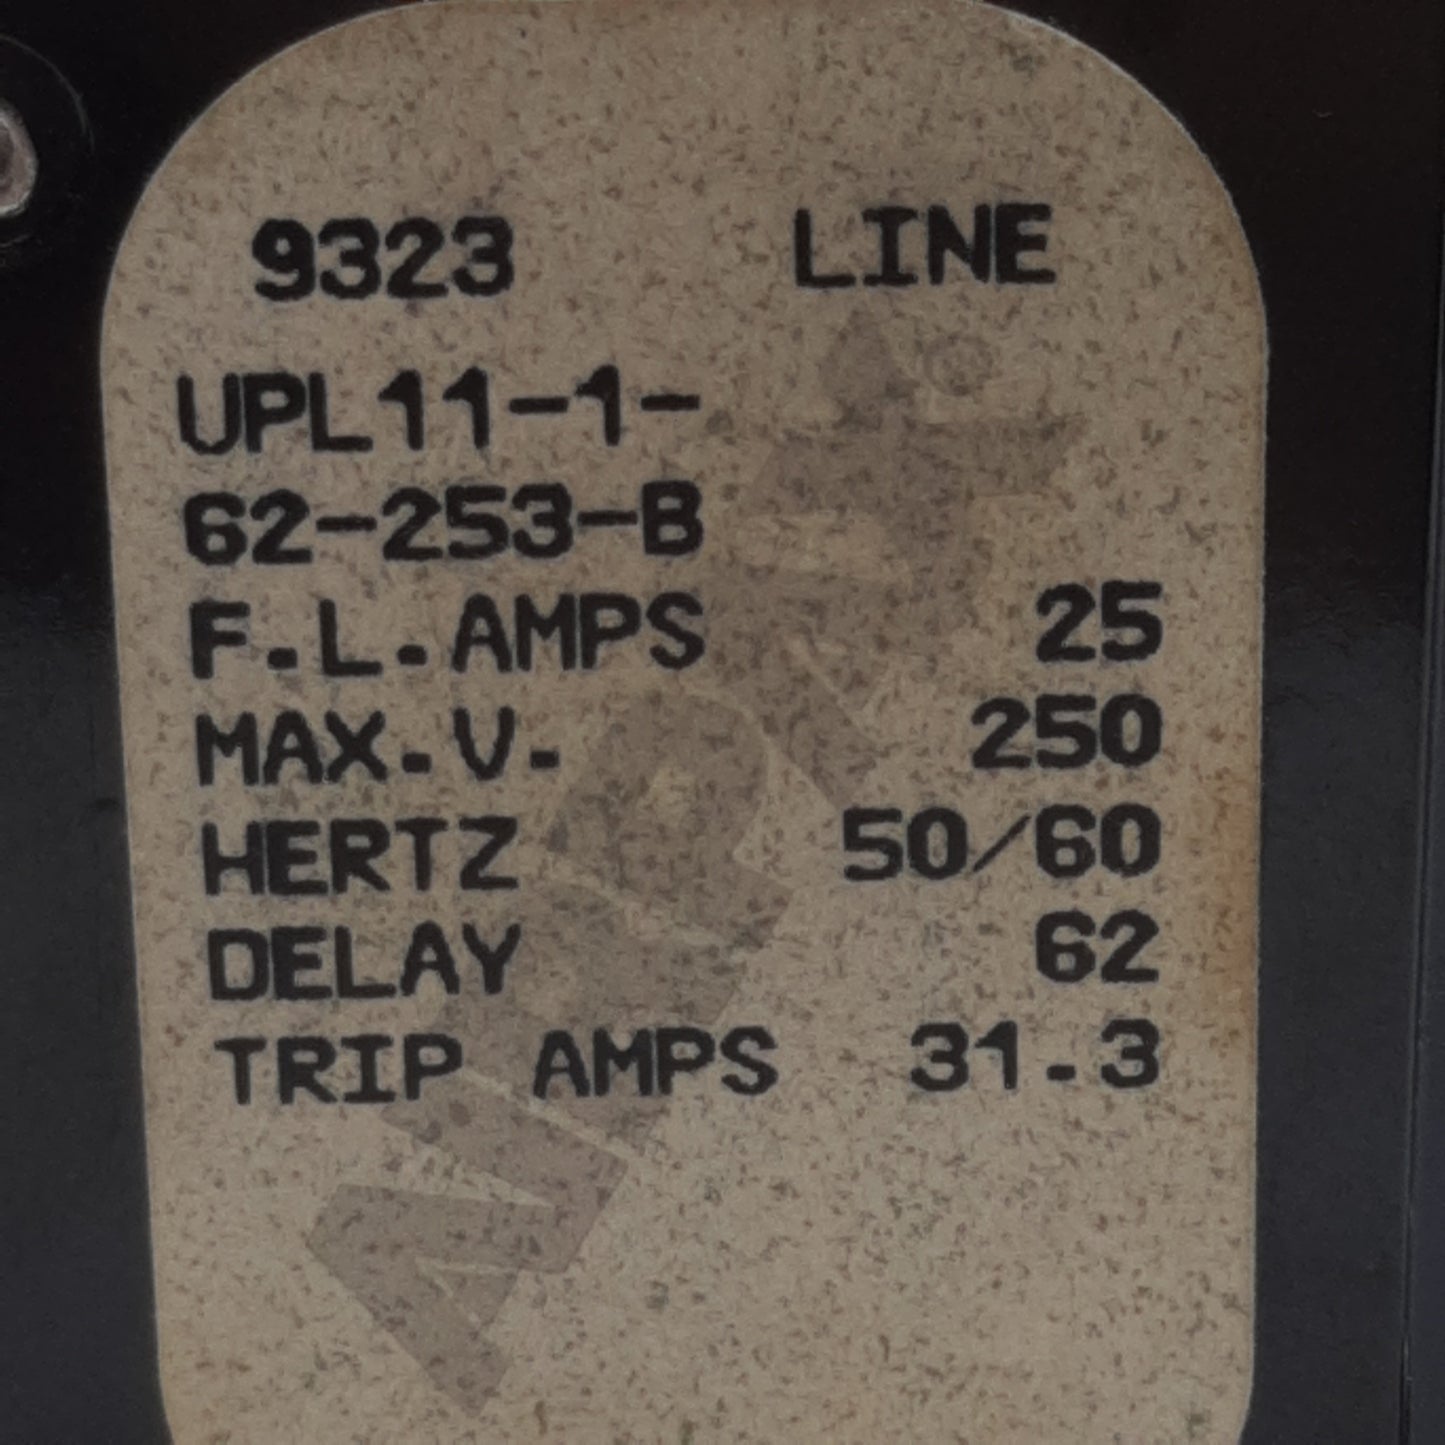 9323 LINE
UPL11-1-
62-253-B
F.L.AMPS 25
MAX.V. 250
HERTZ 50/60
DELAY 62
TRIP AMPS 31.3